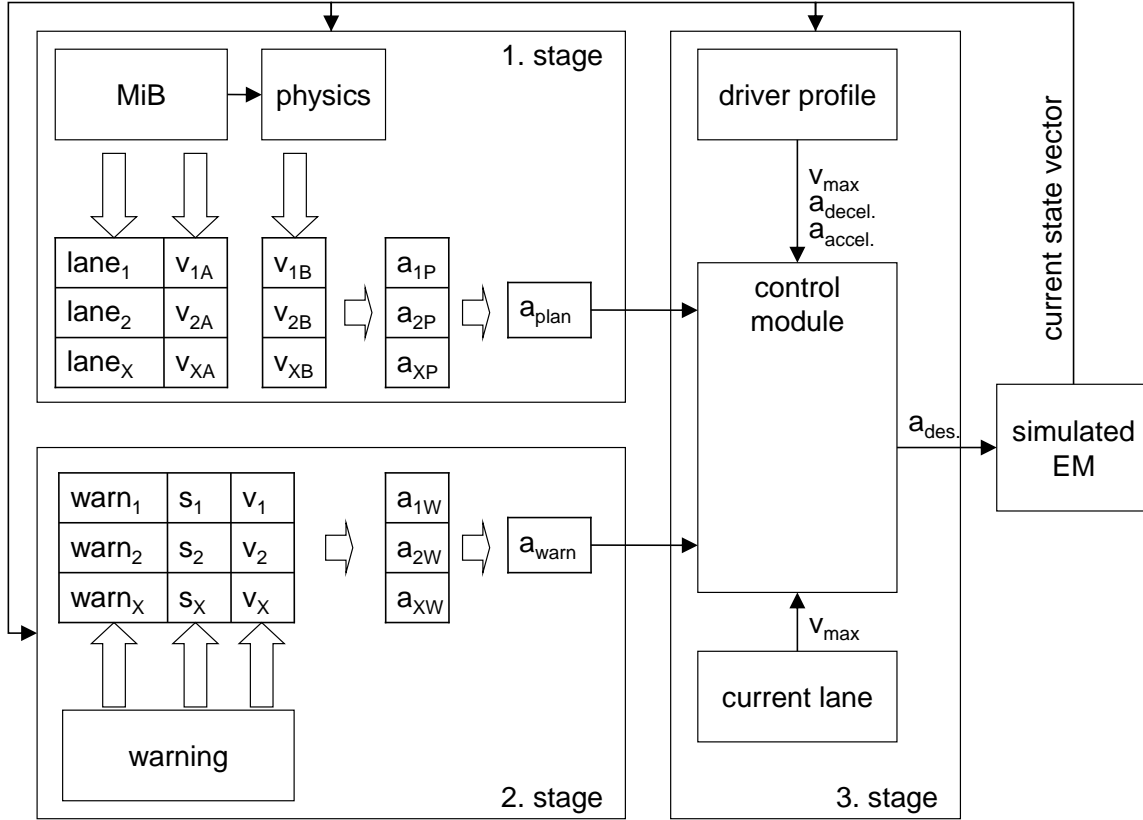 1. stage
MiB
physics
lane1 v1A v1B a1P
lane2 v2A v2B a2P
laneX vXA vXB aXP
aplan
driver profile
vmax
adecel.
aaccel.
control
module
current state vector
ades.
simulated
EM
warn1 s1 v1 a1W
warn2 s2 v2 a2W
warnX sX vX aXW
awarn
vmax
current lane
warning
2. stage
3. stage